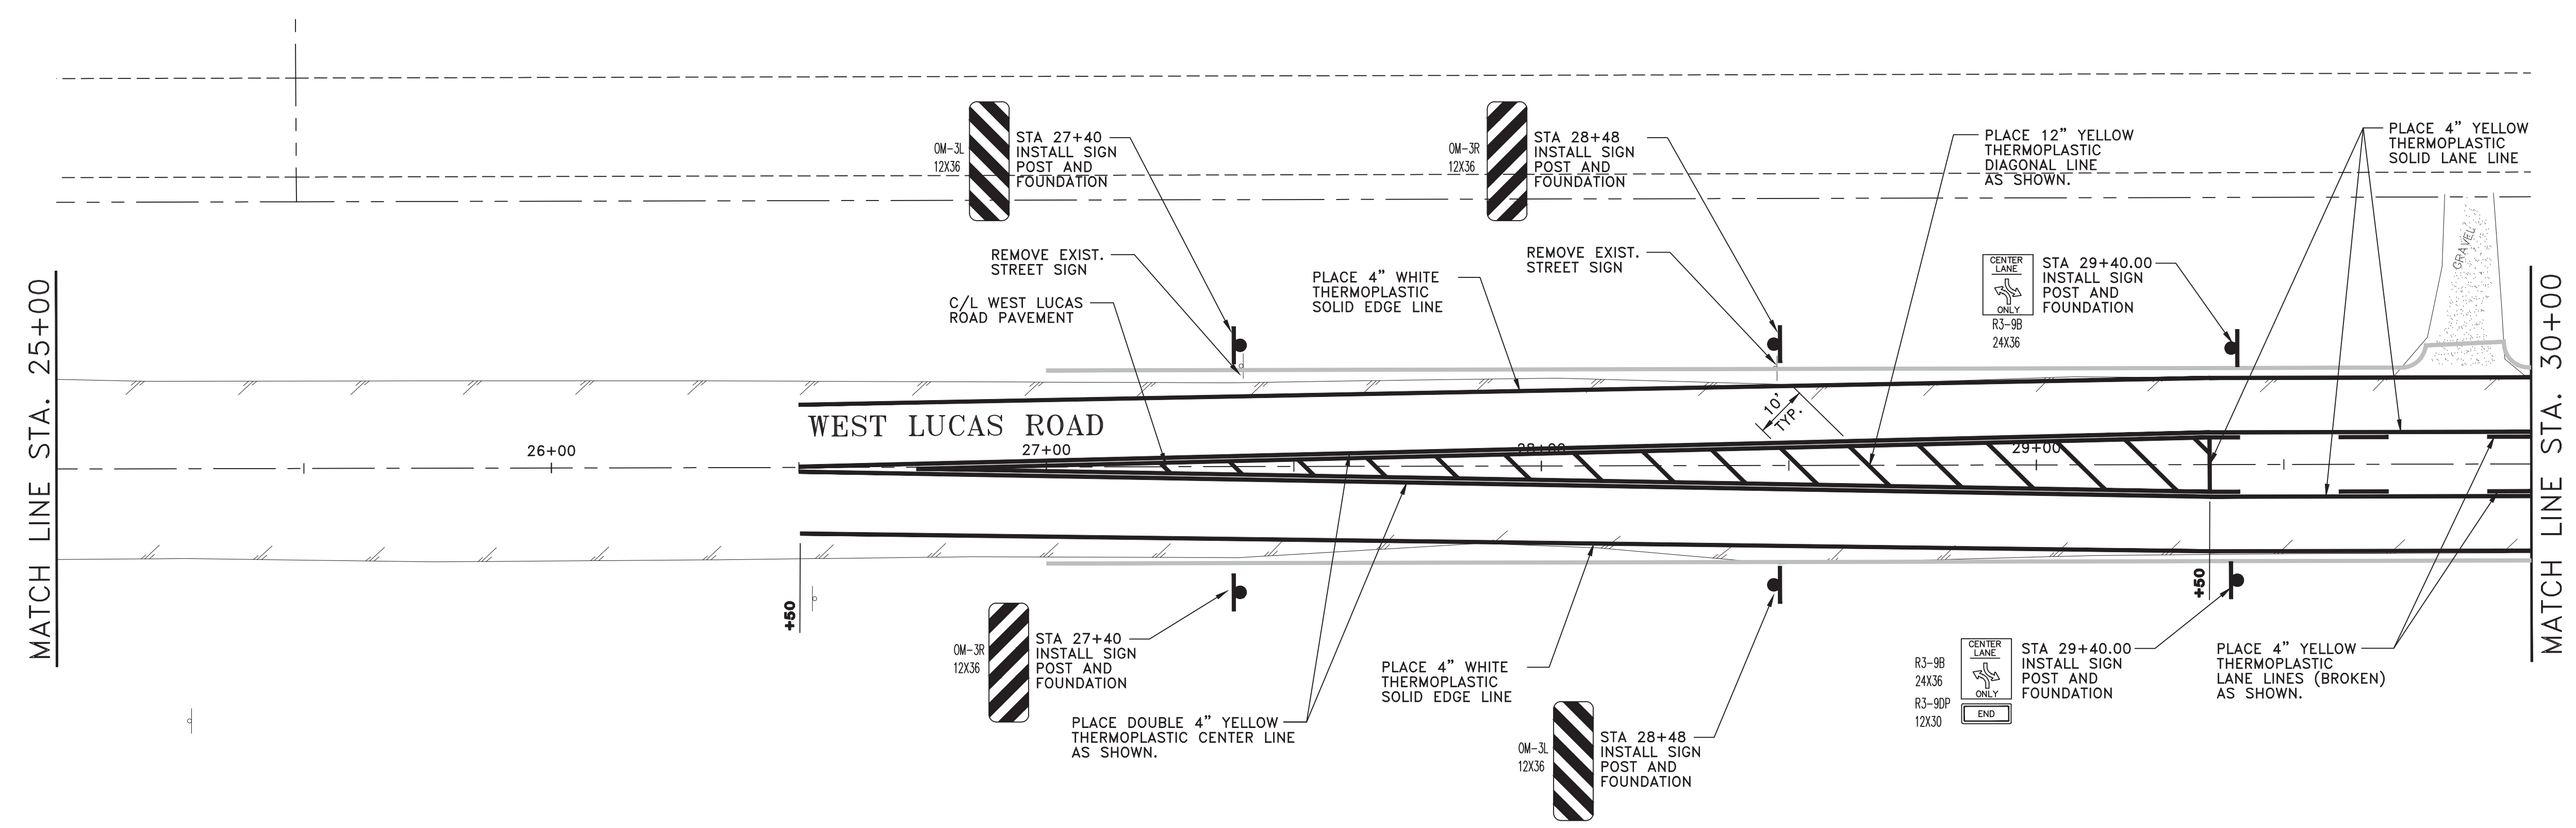 MATCH LINE STA. 25+00
OM-3L
12X36
STA 27+40
INSTALL SIGN
POST AND
FOUNDATION
OM-3R
12X36
STA 28+48
INSTALL SIGN
POST AND
FOUNDATION
PLACE 12" YELLOW
THERMOPLASTIC
DIAGONAL LINE
AS SHOWN.
PLACE 4" YELLOW
THERMOPLASTIC
SOLID LANE LINE
REMOVE EXIST.
STREET SIGN
C/L WEST LUCAS
ROAD PAVEMENT
PLACE 4" WHITE
THERMOPLASTIC
SOLID EDGE LINE
REMOVE EXIST.
STREET SIGN
CENTER
LANE
ONLY
R3-9B
24X36
STA 29+40.00
INSTALL SIGN
POST AND
FOUNDATION
GRAVEL
MATCH LINE STA. 30+00
WEST LUCAS ROAD
10'
TYP.
26+00
27+00
28+00
29+00
+50
+50
OM-3R
12X36
STA 27+40
INSTALL SIGN
POST AND
FOUNDATION
PLACE DOUBLE 4" YELLOW
THERMOPLASTIC CENTER LINE
AS SHOWN.
PLACE 4" WHITE
THERMOPLASTIC
SOLID EDGE LINE
OM-3L
12X36
STA 28+48
INSTALL SIGN
POST AND
FOUNDATION
R3-9B
24X36
R3-9DP
12X30
CENTER
LANE
ONLY
END
STA 29+40.00
INSTALL SIGN
POST AND
FOUNDATION
PLACE 4" YELLOW
THERMOPLASTIC
LANE LINES (BROKEN)
AS SHOWN.